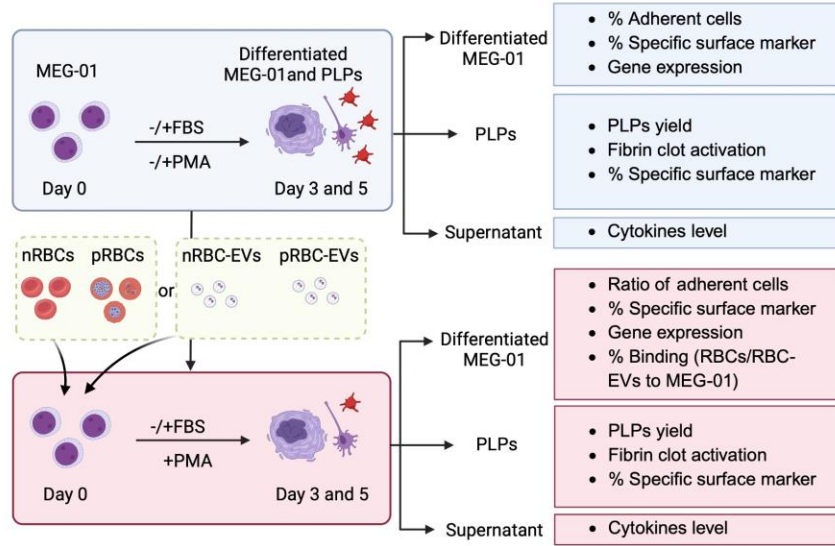 MEG-01
-/+FBS
-/+PMA
Day 0
Differentiated
MEG-01 and PLPs
Day 3 and 5
Differentiated
MEG-01
• % Adherent cells
• % Specific surface marker
• Gene expression
PLPs
• PLPs yield
• Fibrin clot activation
• % Specific surface marker
Supernatant
• Cytokines level
nRBCs
pRBCs
or
nRBC-EVs
pRBC-EVs
-/+FBS
+PMA
Day 0
Day 3 and 5
Differentiated
MEG-01
• Ratio of adherent cells
• % Specific surface marker
• Gene expression
• % Binding (RBCs/RBC-
EVs to MEG-01)
PLPs
• PLPs yield
• Fibrin clot activation
• % Specific surface marker
Supernatant
• Cytokines level